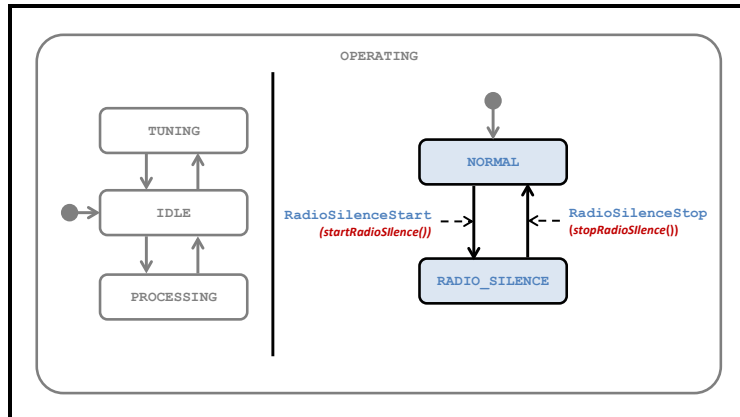 OPERATING
TUNING
IDLE
PROCESSING
NORMAL
RadioSilenceStart
(startRadioSIlence())
RadioSilenceStop
(stopRadioSIlence())
RADIO_SILENCE